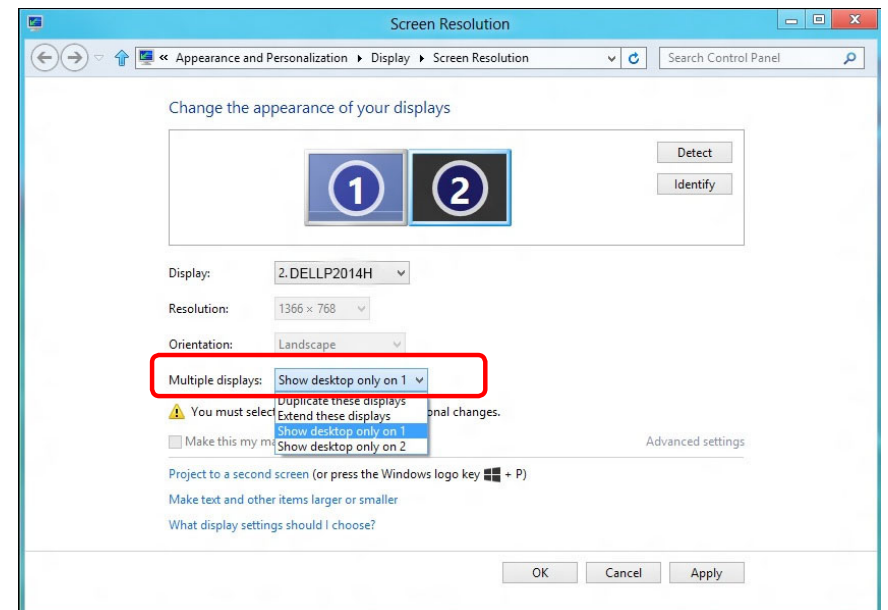 Screen Resolution
« Appearance and Personalization Display Screen Resolution Search Control Panel
Change the appearance of your displays
1 2
Detect
Identify
Display: 2.DELLP2014H
Resolution: 1366 × 768
Orientation: Landscape
Multiple displays: Show desktop only on 1
Duplicate these displays
You must select onal changes.
Extend these displays
Show desktop only on 1
Make this my Advanced settings
Show desktop only on 2
Project to a second screen (or press the Windows logo key + P)
Make text and other items larger or smaller
What display settings should I choose?
OK Cancel Apply